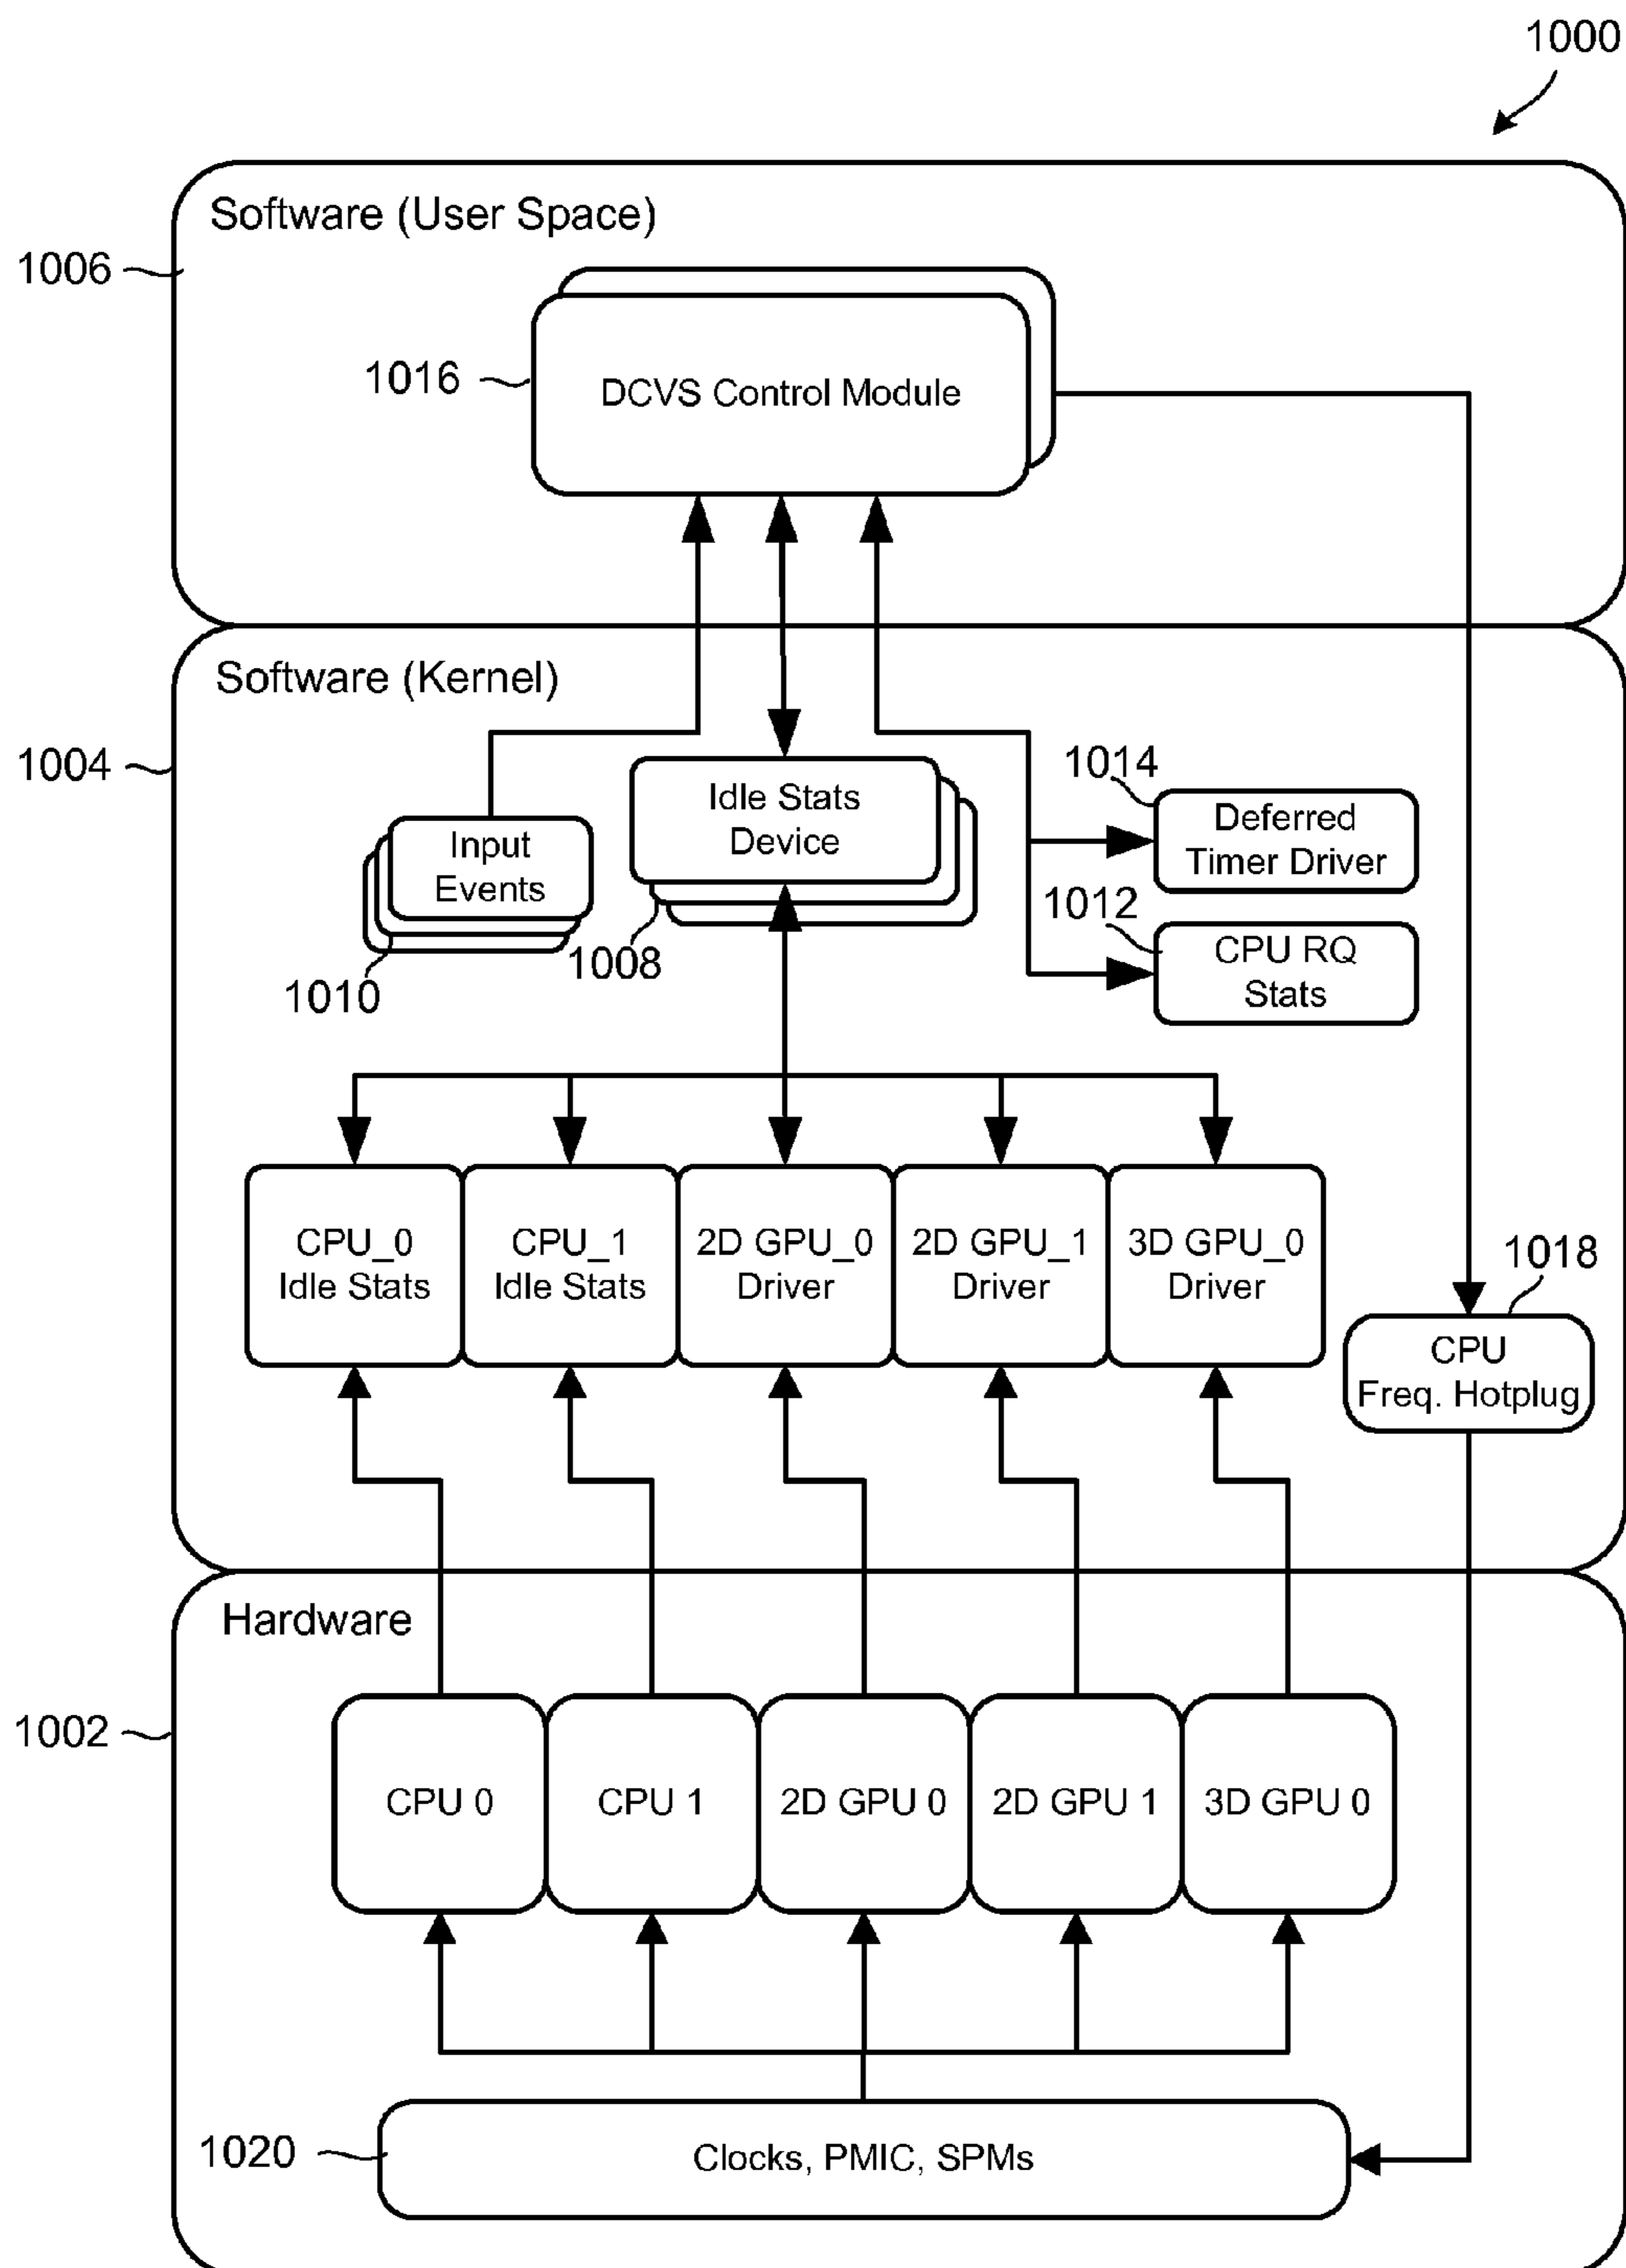 1000
Software (User Space)
1006
1016
DCVS Control Module
Software (Kernel)
1004
1014
Idle Stats
Device
Deferred
Timer Driver
Input
Events
1012
1008
1010
CPU RQ
Stats
CPU_0
Idle Stats
CPU_1
Idle Stats
2D GPU_0
Driver
2D GPU_1
Driver
3D GPU_0
Driver
1018
CPU
Freq. Hotplug
Hardware
1002
CPU 0
CPU 1
2D GPU 0
2D GPU 1
3D GPU 0
1020
Clocks, PMIC, SPMs